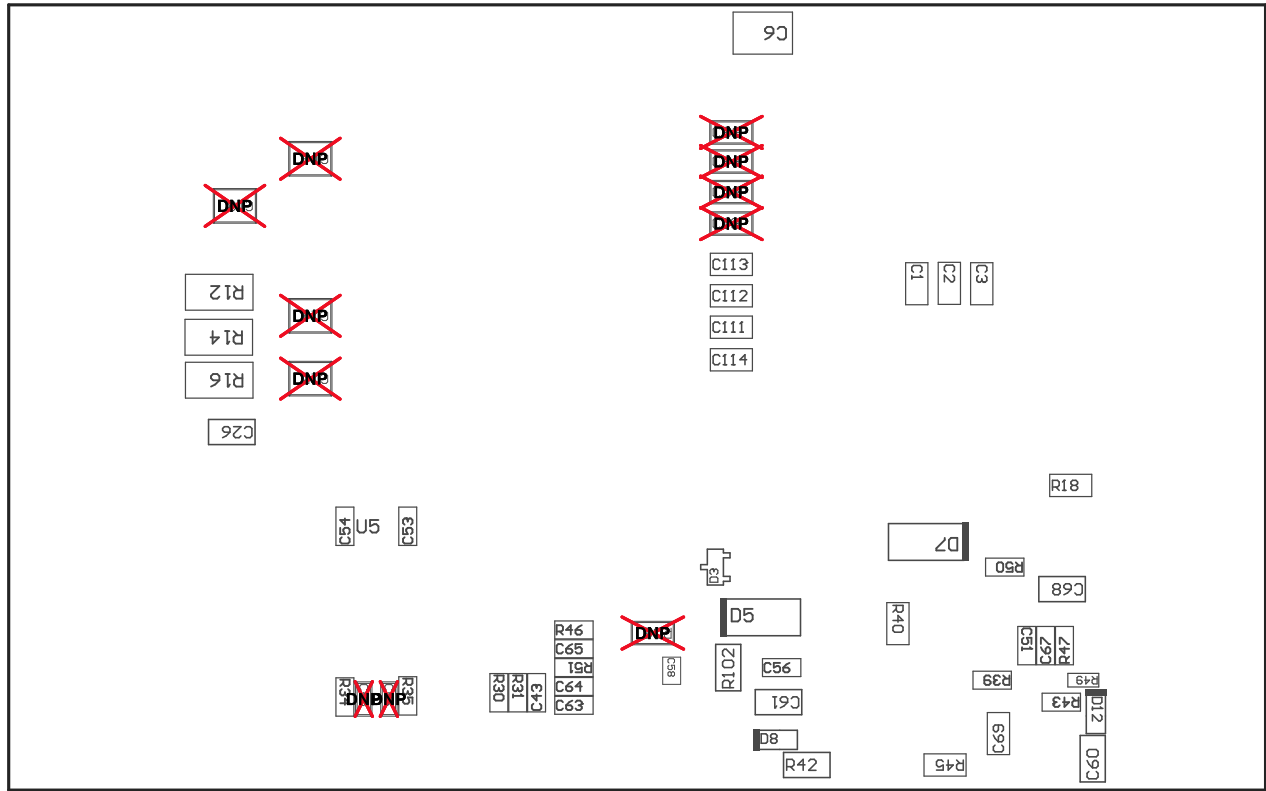 C6
DNP
DNP
DNP
DNP
DNP
DNP
C113
C1
C2
C3
R12
C112
DNP
C111
R14
C114
R16
DNP
C26
R18
C54
U5
C53
D7
R50
D3
C68
D5
R40
R46
DNP
C65
C51
C67
R47
R51
C58
R102
C56
R39
R49
R34
DNP
DNP
R35
R30
R31
C43
C64
C63
C61
R43
D12
C69
D8
R42
R45
C60